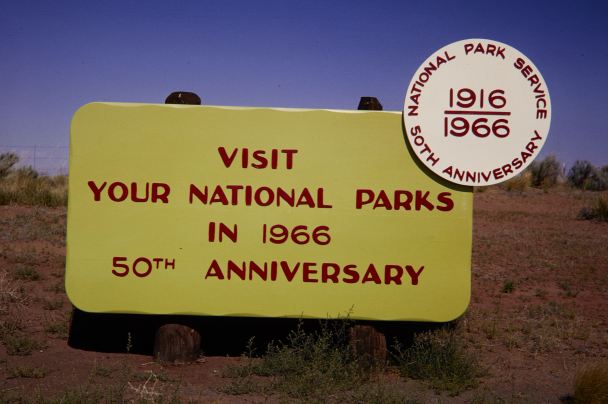 VISIT
YOUR NATIONAL PARKS
IN 1966
50TH ANNIVERSARY
NATIONAL PARK SERVICE
1916
1966
50TH ANNIVERSARY